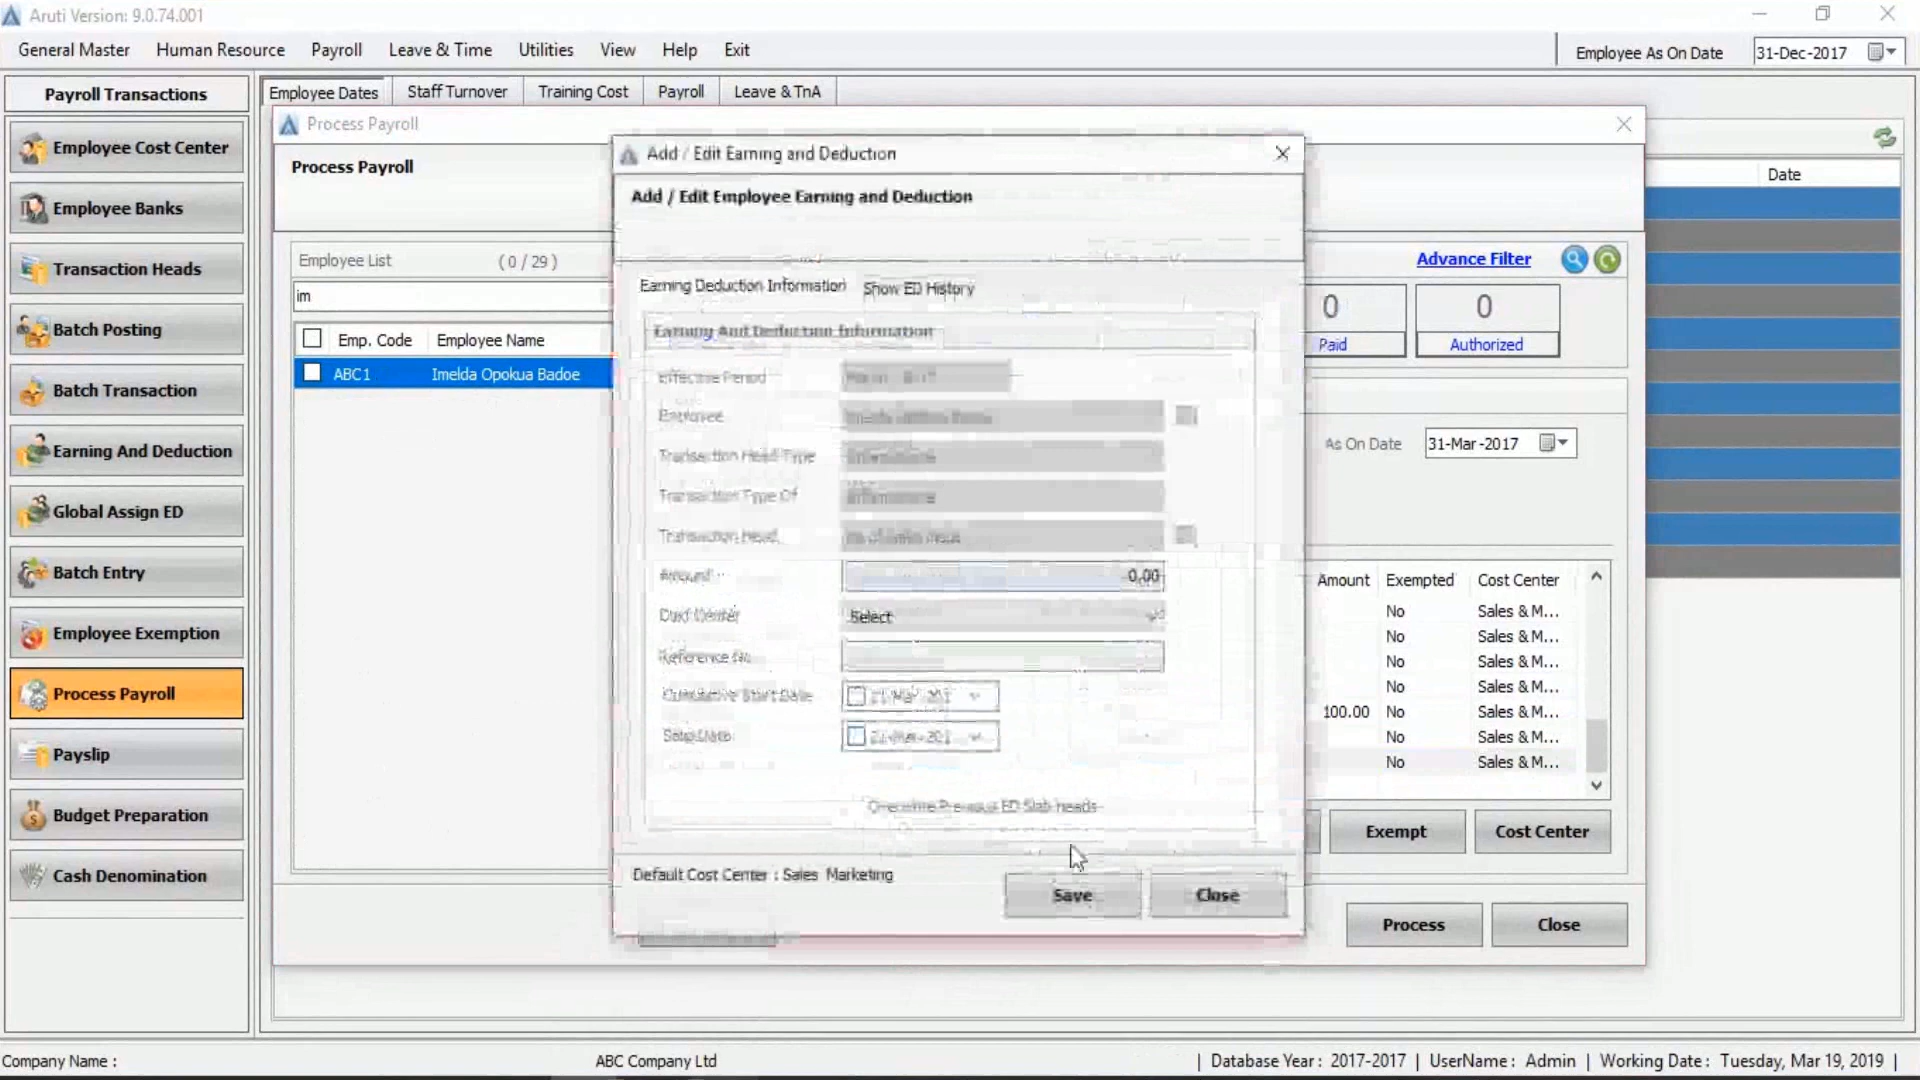 Aruti Version: 9.0.74.001
General Master Human Resource Payroll Leave & Time Utilities View Help Exit
Employee As On Date 31-Dec-2017
Payroll Transactions
Employee Cost Center
Employee Banks
Transaction Heads
Batch Posting
Batch Transaction
Earning And Deduction
Global Assign ED
Batch Entry
Employee Exemption
Process Payroll
Payslip
Budget Preparation
Cash Denomination
Employee Dates Staff Turnover Training Cost Payroll Leave & TnA
Process Payroll
Process Payroll
Employee List ( 0 / 29 )
im
Emp. Code Employee Name
ABC1 Imelda Opokua Badoe
Add / Edit Earning and Deduction
Add / Edit Employee Earning and Deduction
Earning Deduction Information Show ED History
Earning And Deduction Information
Effective Period
Employee
Transaction Head Type
Transaction Type Of
Transaction Head
Amount 0.00
Cost Center Select
Reference No
Cumulative Start Date
Stop Date
Overwrite Previous ED Slab heads
Default Cost Center : Sales Marketing
Save Close
Date
Advance Filter
0 0
Paid Authorized
As On Date 31-Mar-2017
Amount Exempted Cost Center
No Sales & M...
No Sales & M...
No Sales & M...
No Sales & M...
100.00 No Sales & M...
No Sales & M...
No Sales & M...
Exempt Cost Center
Process Close
Company Name : ABC Company Ltd | Database Year : 2017-2017 | UserName : Admin | Working Date : Tuesday, Mar 19, 2019 |